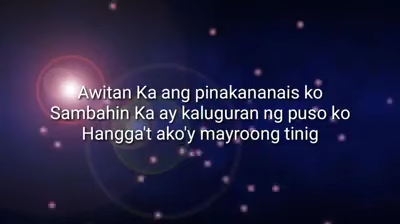 Awitan Ka ang pinakananais ko
Sambahin Ka ay kaluguran ng puso ko
Hangga't ako'y mayroong tinig